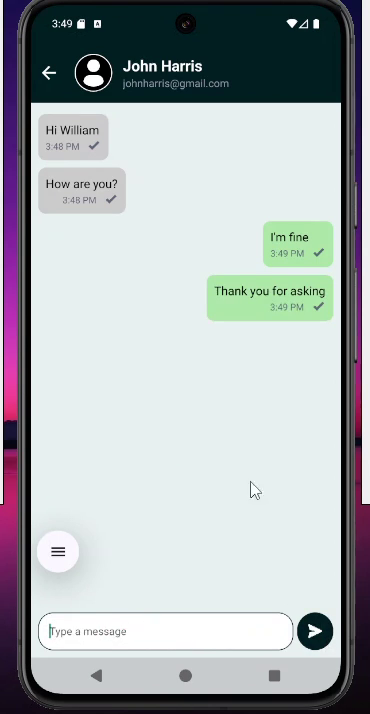 3:49
John Harris
johnharris@gmail.com
Hi William
3:48 PM
How are you?
3:48 PM
I'm fine
3:49 PM
Thank you for asking
3:49 PM
Type a message